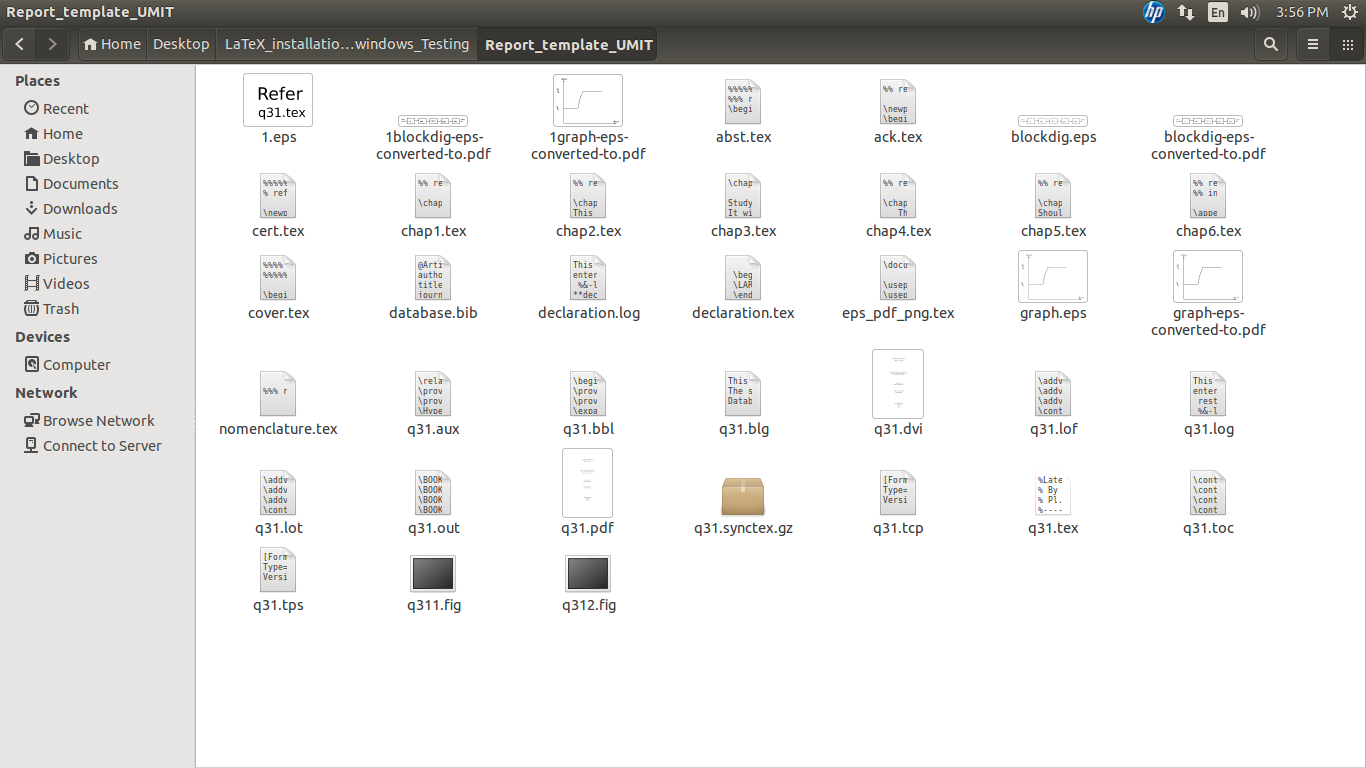 Report_template_UMIT
hp
En
3:56 PM
Home
Desktop
LaTeX_installatio...windows_Testing
Report_template_UMIT
Places
Recent
Home
Desktop
Documents
Downloads
Music
Pictures
Videos
Trash
Devices
Computer
Network
Browse Network
Connect to Server
Refer
q31.tex
1.eps
1blockdig-eps-
converted-to.pdf
1graph-eps-
converted-to.pdf
%%%%%
%%% r
\begi
abst.tex
%% re
\newp
\begi
ack.tex
blockdig.eps
blockdig-eps-
converted-to.pdf
%%%%%
% ref
\newp
cert.tex
%% re
\chap
chap1.tex
%% re
\chap
This
chap2.tex
\chap
Study
It wi
chap3.tex
%% re
\chap
Th
chap4.tex
%% re
\chap
Shoul
chap5.tex
%% re
%% in
\appe
chap6.tex
%%%%
%%%%%
\begi
cover.tex
@Arti
autho
title
journ
database.bib
This
enter
%&-l
**dec
declaration.log
\beg
\LAR
\end
declaration.tex
\docu
\usep
\usep
eps_pdf_png.tex
graph.eps
graph-eps-
converted-to.pdf
%%% r
nomenclature.tex
\rela
\prov
\prov
\Hype
q31.aux
\begi
\prov
\prov
\expa
q31.bbl
This
The s
Datab
q31.blg
q31.dvi
\addv
\addv
\addv
\cont
q31.lof
This
enter
rest
%&-l
q31.log
\addv
\addv
\addv
\cont
q31.lot
\BOOK
\BOOK
\BOOK
\BOOK
q31.out
q31.pdf
q31.synctex.gz
[Form
Type=
Versi
q31.tcp
%Late
% By
% Pl.
%----
q31.tex
\cont
\cont
\cont
\cont
q31.toc
[Form
Type=
Versi
q31.tps
q311.fig
q312.fig